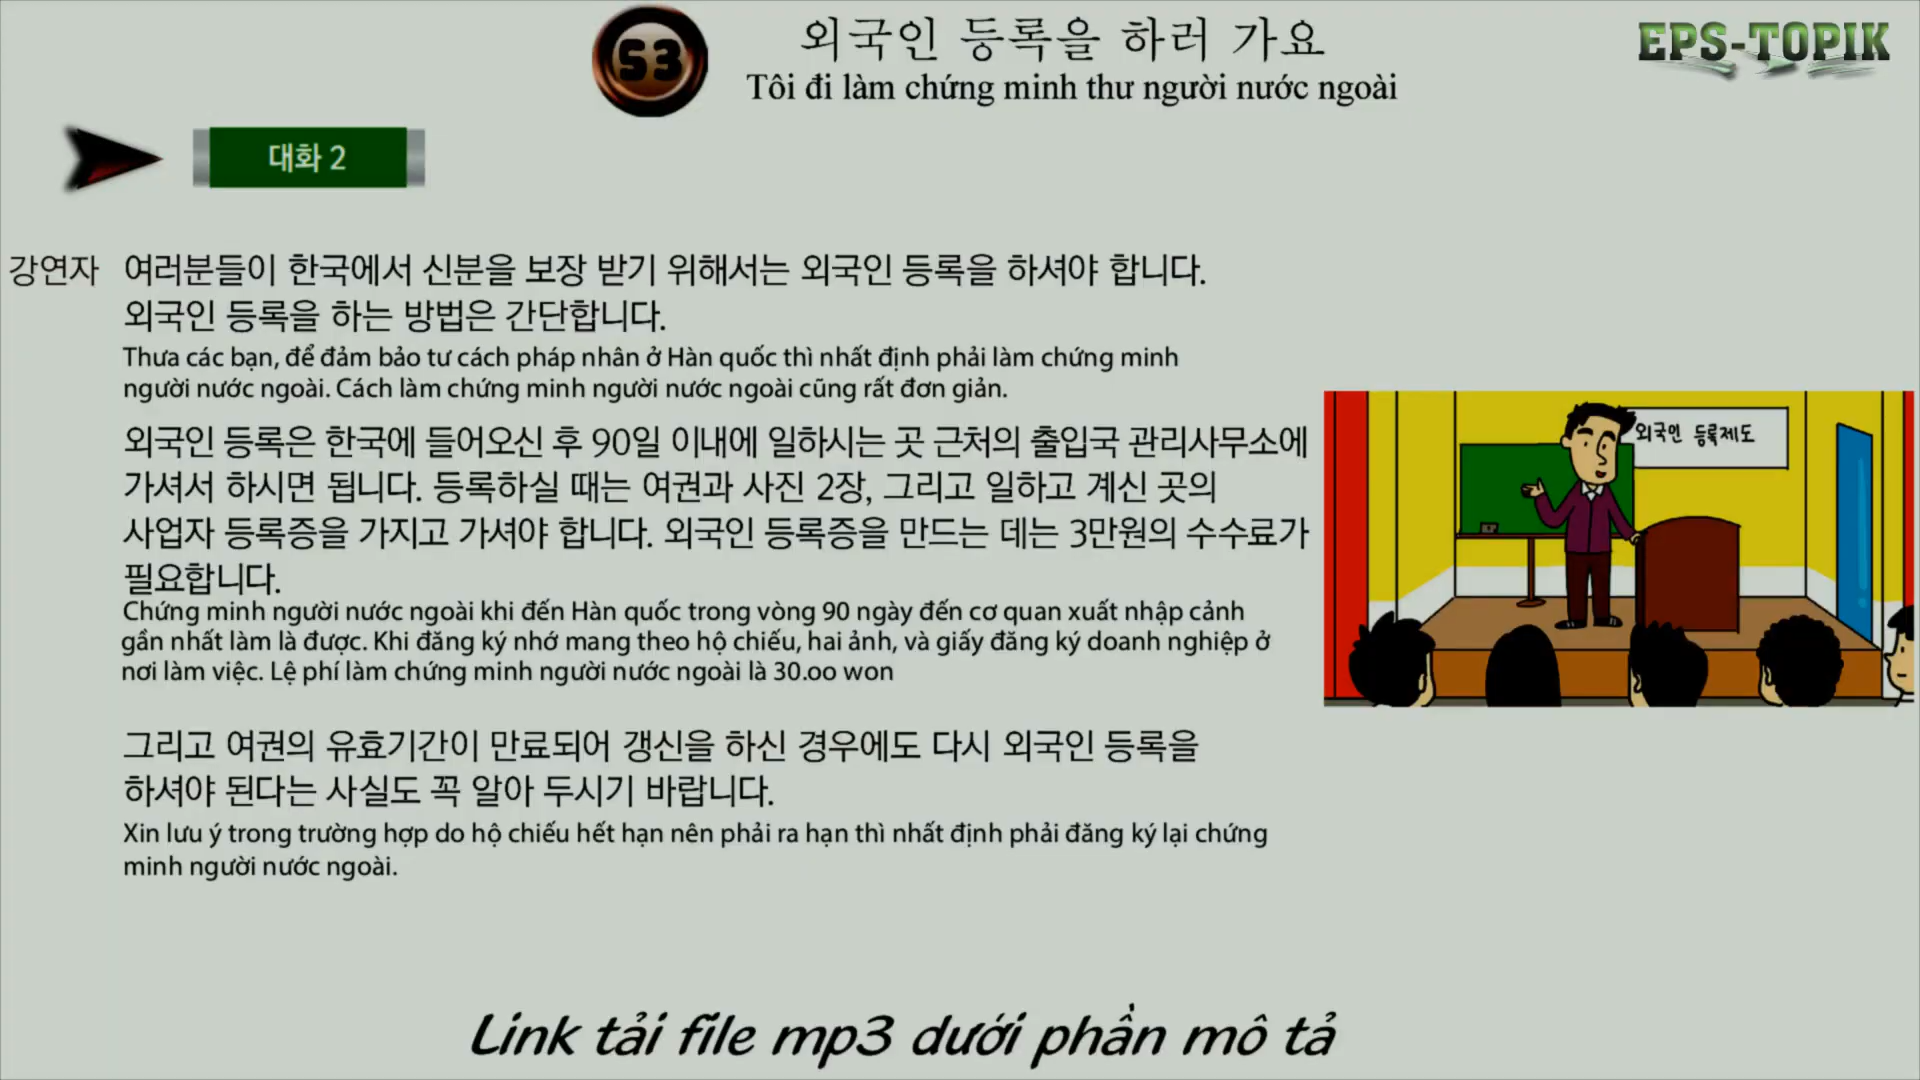 53
외국인 등록을 하러 가요
EPS-TOPIK
Tôi đi làm chứng minh thư người nước ngoài
대화 2
강연자 여러분들이 한국에서 신분을 보장 받기 위해서는 외국인 등록을 하셔야 합니다.
외국인 등록을 하는 방법은 간단합니다.
Thưa các bạn, để đảm bảo tư cách pháp nhân ở Hàn quốc thì nhất định phải làm chứng minh
người nước ngoài. Cách làm chứng minh người nước ngoài cũng rất đơn giản.
외국인 등록은 한국에 들어오신 후 90일 이내에 일하시는 곳 근처의 출입국 관리사무소에
가셔서 하시면 됩니다. 등록하실 때는 여권과 사진 2장, 그리고 일하고 계신 곳의
사업자 등록증을 가지고 가셔야 합니다. 외국인 등록증을 만드는 데는 3만원의 수수료가
필요합니다.
Chứng minh người nước ngoài khi đến Hàn quốc trong vòng 90 ngày đến cơ quan xuất nhập cảnh
gần nhất làm là được. Khi đăng ký nhớ mang theo hộ chiếu, hai ảnh, và giấy đăng ký doanh nghiệp ở
nơi làm việc. Lệ phí làm chứng minh người nước ngoài là 30.oo won
외국인 등록제도
그리고 여권의 유효기간이 만료되어 갱신을 하신 경우에도 다시 외국인 등록을
하셔야 된다는 사실도 꼭 알아 두시기 바랍니다.
Xin lưu ý trong trường hợp do hộ chiếu hết hạn nên phải ra hạn thì nhất định phải đăng ký lại chứng
minh người nước ngoài.
Link tải file mp3 dưới phần mô tả